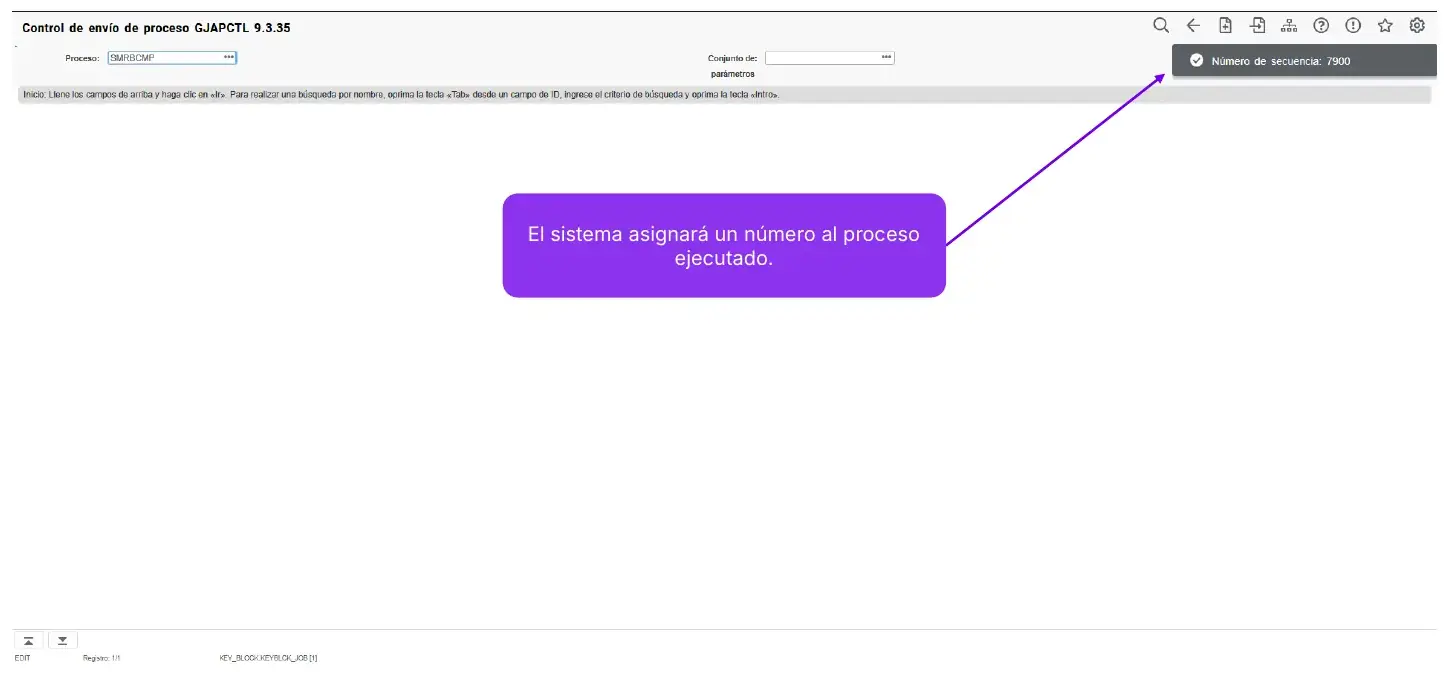 Control de envío de proceso GJAPCTL 9.3.35
Proceso: SMRBCMP ***
Conjunto de: ***
parámetros
Número de secuencia: 7900
Inicio: Llene los campos de arriba y haga clic en «Ir». Para realizar una búsqueda por nombre, oprima la tecla «Tab» desde un campo de ID, ingrese el criterio de búsqueda y oprima la tecla «Intro».
El sistema asignará un número al proceso
ejecutado.
EDIT Registro: 1/1 KEY_BLOCK.KEYBLCK_JOB [1]